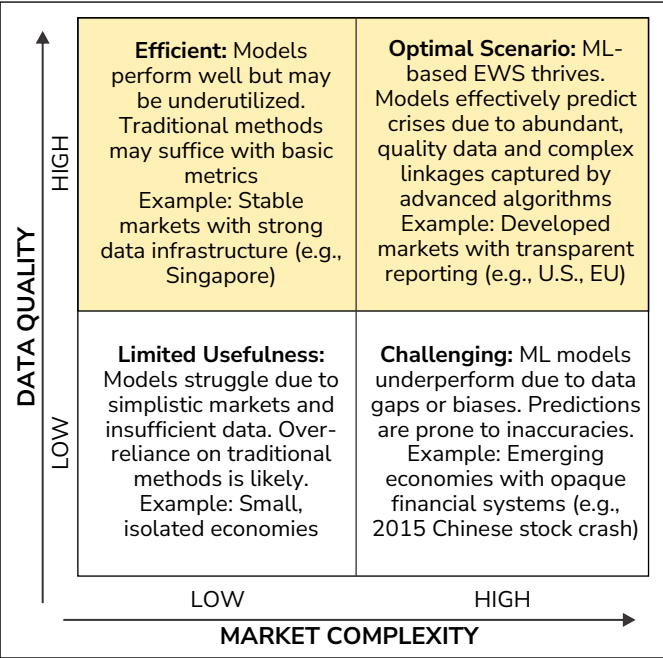 DATA QUALITY
HIGH
LOW
Efficient: Models
perform well but may
be underutilized.
Traditional methods
may suffice with basic
metrics
Example: Stable
markets with strong
data infrastructure (e.g.,
Singapore)
Optimal Scenario: ML-
based EWS thrives.
Models effectively predict
crises due to abundant,
quality data and complex
linkages captured by
advanced algorithms
Example: Developed
markets with transparent
reporting (e.g., U.S., EU)
Limited Usefulness:
Models struggle due to
simplistic markets and
insufficient data. Over-
reliance on traditional
methods is likely.
Example: Small,
isolated economies
Challenging: ML models
underperform due to data
gaps or biases. Predictions
are prone to inaccuracies.
Example: Emerging
economies with opaque
financial systems (e.g.,
2015 Chinese stock crash)
LOW
HIGH
MARKET COMPLEXITY